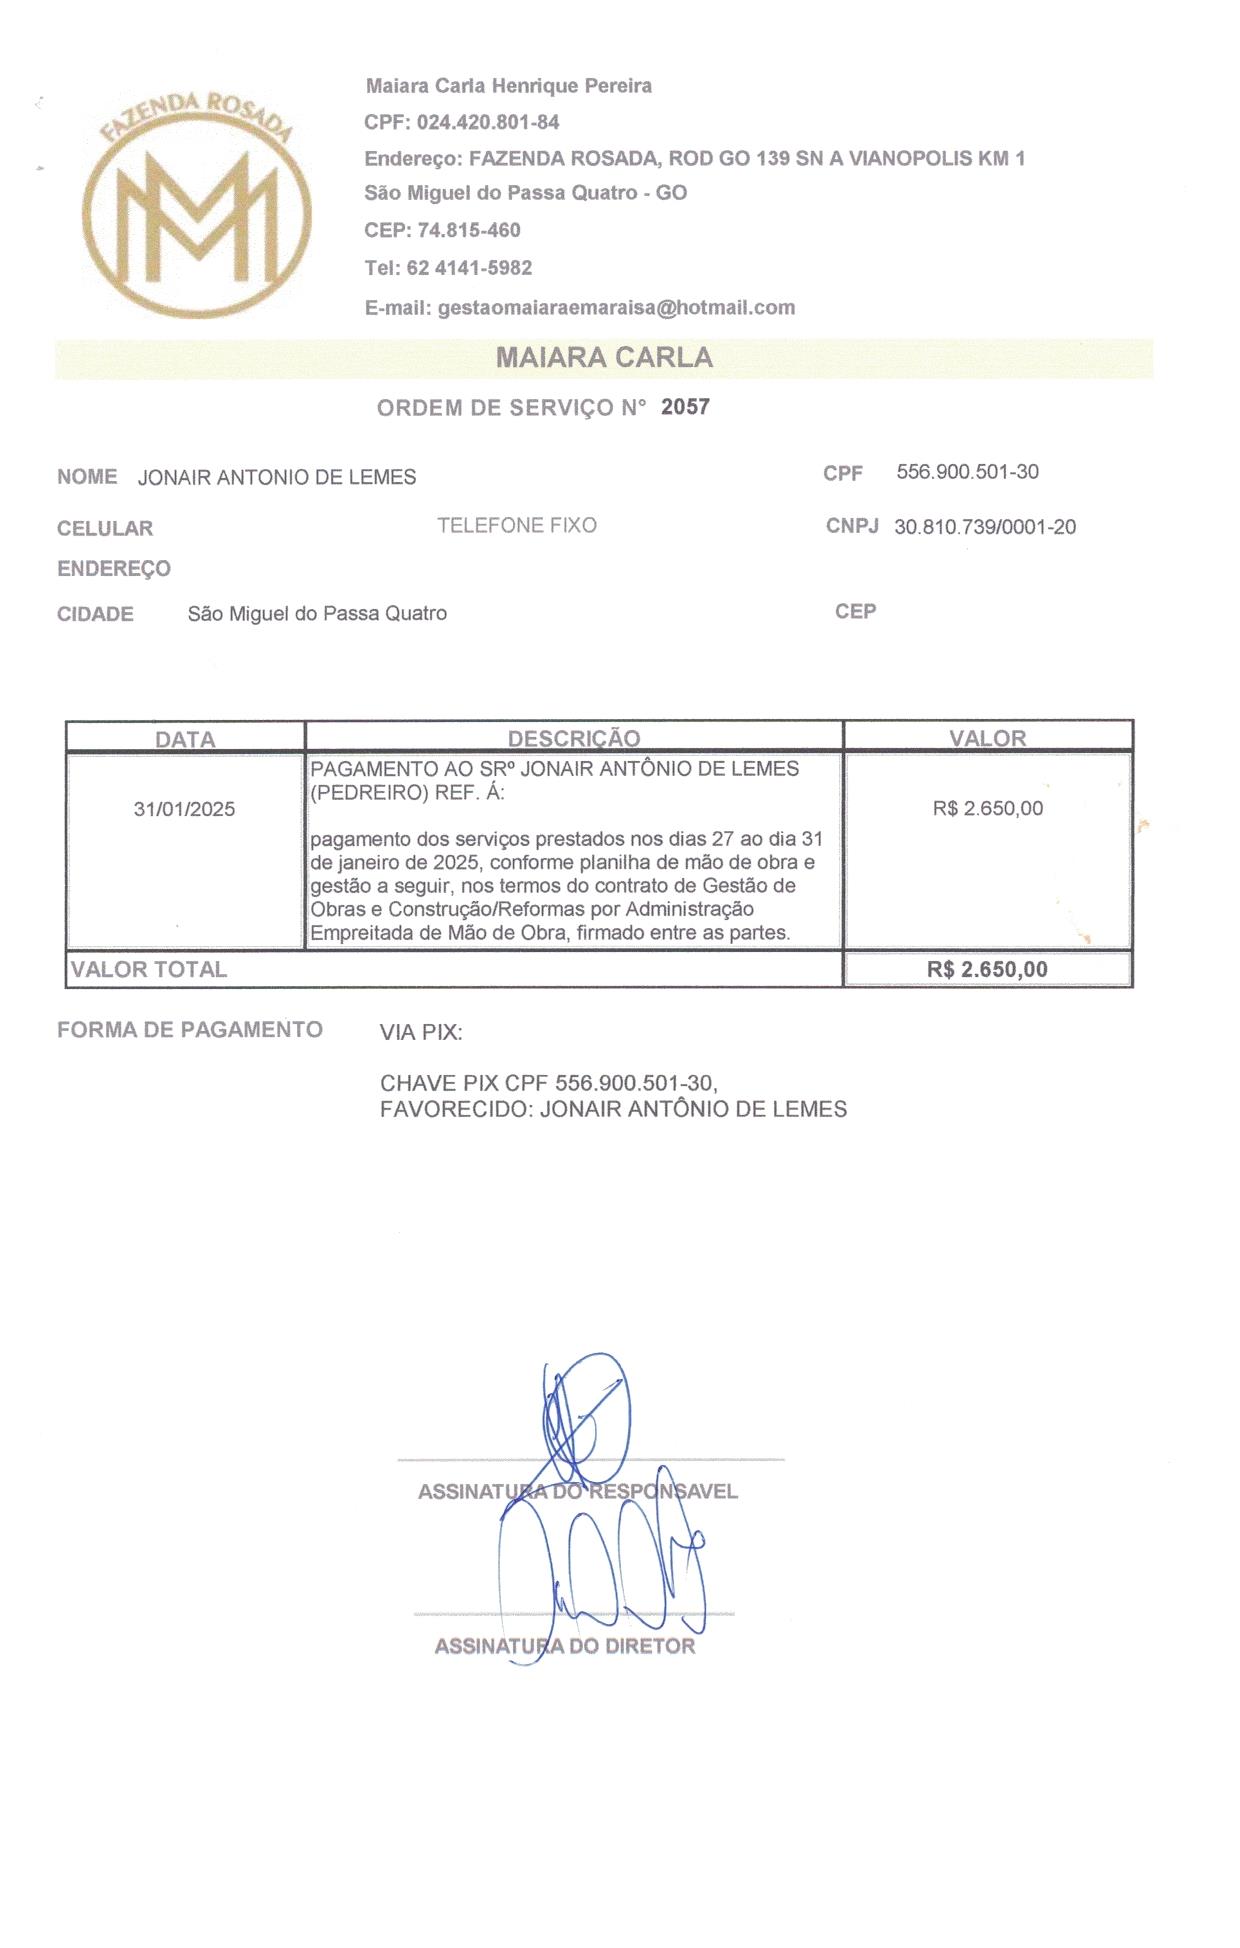 FAZENDA ROSADA
MM
Maiara Carla Henrique Pereira
CPF: 024.420.801-84
Endereço: FAZENDA ROSADA, ROD GO 139 SN A VIANOPOLIS KM 1
São Miguel do Passa Quatro - GO
CEP: 74.815-460
Tel: 62 4141-5982
E-mail: gestaomaiaraemaraisa@hotmail.com
MAIARA CARLA
ORDEM DE SERVIÇO N° 2057
NOME JONAIR ANTONIO DE LEMES CPF 556.900.501-30
CELULAR TELEFONE FIXO CNPJ 30.810.739/0001-20
ENDEREÇO
CIDADE São Miguel do Passa Quatro CEP
DATA DESCRIÇÃO VALOR
PAGAMENTO AO SRº JONAIR ANTÔNIO DE LEMES
(PEDREIRO) REF. Á:
31/01/2025 R$ 2.650,00
pagamento dos serviços prestados nos dias 27 ao dia 31
de janeiro de 2025, conforme planilha de mão de obra e
gestão a seguir, nos termos do contrato de Gestão de
Obras e Construção/Reformas por Administração
Empreitada de Mão de Obra, firmado entre as partes.
VALOR TOTAL R$ 2.650,00
FORMA DE PAGAMENTO VIA PIX:
CHAVE PIX CPF 556.900.501-30,
FAVORECIDO: JONAIR ANTÔNIO DE LEMES
ASSINATURA DO RESPONSAVEL
ASSINATURA DO DIRETOR